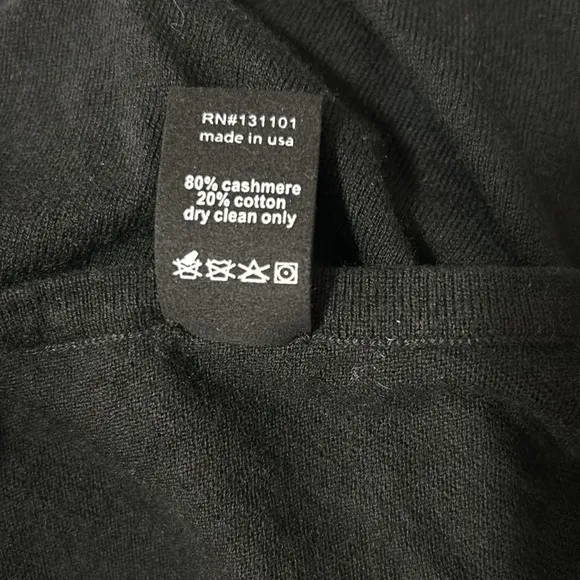 RN#131101
made in usa
80% cashmere
20% cotton
dry clean only